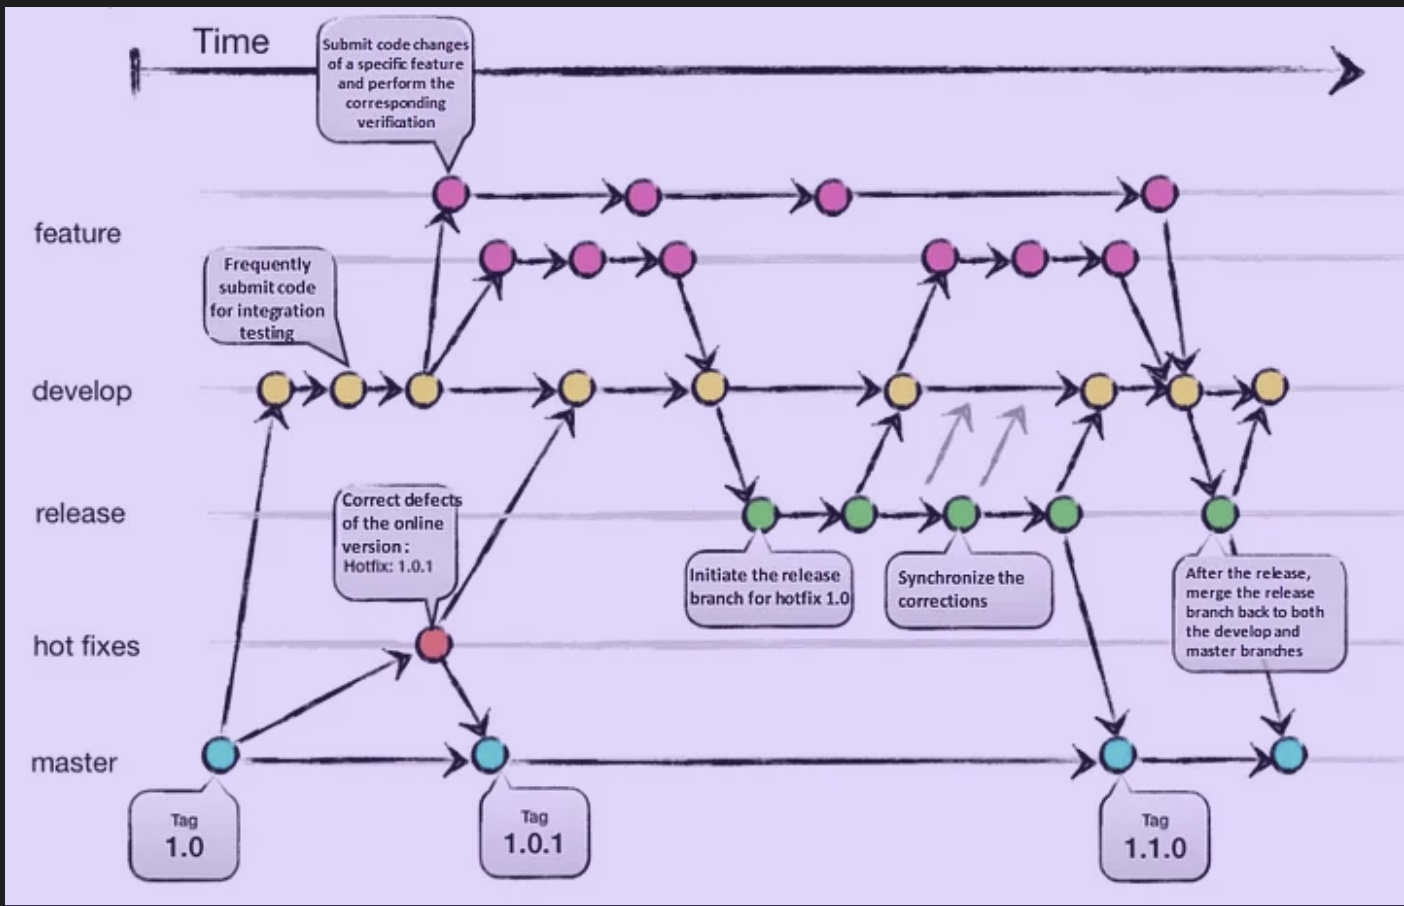 Time
Submit code changes
of a specific feature
and perform the
corresponding
verification
feature
Frequently
submit code
for integration
testing
develop
release
Correct defects
of the online
version:
Hotfix: 1.0.1
Initiate the release
branch for hotfix 1.0
Synchronize the
corrections
After the release,
merge the release
branch back to both
the develop and
master branches
hot fixes
master
Tag
1.0
Tag
1.0.1
Tag
1.1.0